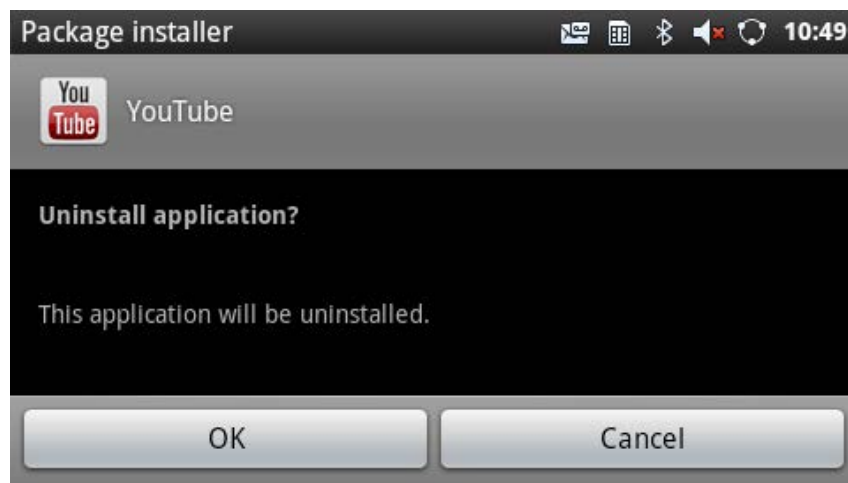 Package installer 10:49
You
Tube
YouTube
Uninstall application?
This application will be uninstalled.
OK Cancel